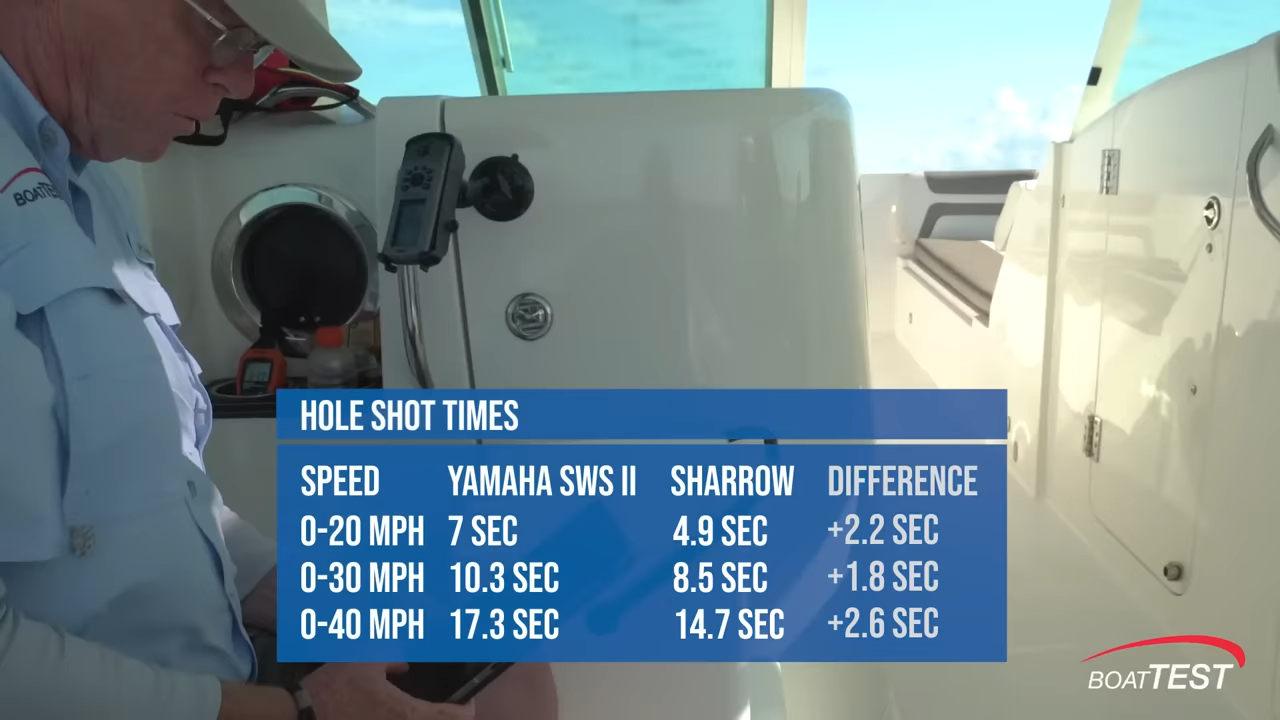 BOATTEST
HOLE SHOT TIMES
SPEED YAMAHA SWS II SHARROW DIFFERENCE
0-20 MPH 7 SEC 4.9 SEC +2.2 SEC
0-30 MPH 10.3 SEC 8.5 SEC +1.8 SEC
0-40 MPH 17.3 SEC 14.7 SEC +2.6 SEC
BOATTEST